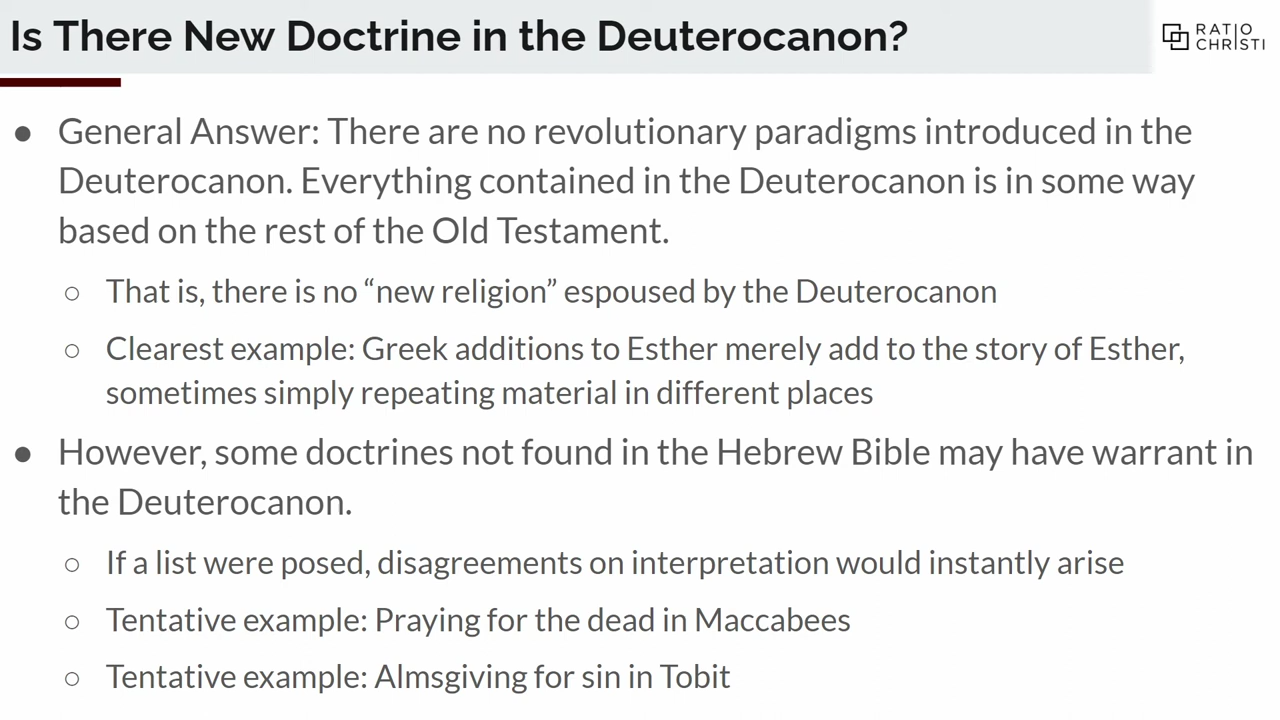 Is There New Doctrine in the Deuterocanon?
RATIO
CHRISTI
● General Answer: There are no revolutionary paradigms introduced in the
Deuterocanon. Everything contained in the Deuterocanon is in some way
based on the rest of the Old Testament.
○ That is, there is no “new religion” espoused by the Deuterocanon
○ Clearest example: Greek additions to Esther merely add to the story of Esther,
sometimes simply repeating material in different places
● However, some doctrines not found in the Hebrew Bible may have warrant in
the Deuterocanon.
○ If a list were posed, disagreements on interpretation would instantly arise
○ Tentative example: Praying for the dead in Maccabees
○ Tentative example: Almsgiving for sin in Tobit